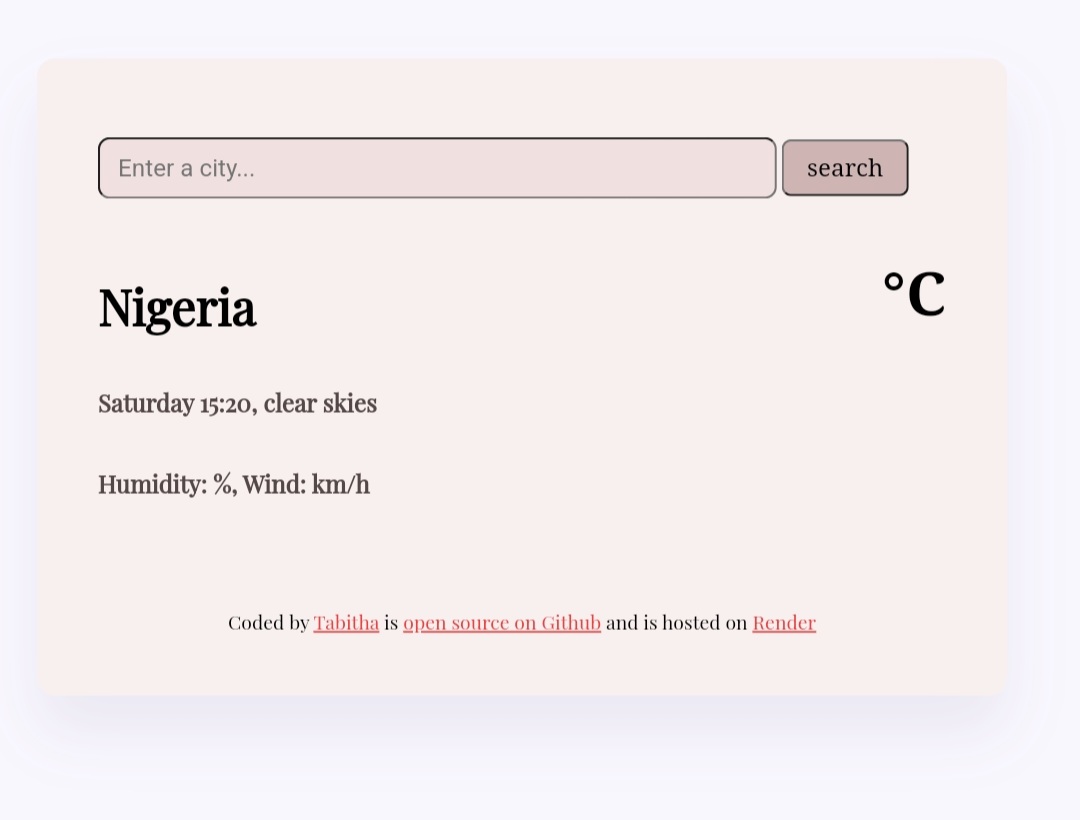 Enter a city...
search
Nigeria
°C
Saturday 15:20, clear skies
Humidity: %, Wind: km/h
Coded by Tabitha is open source on Github and is hosted on Render